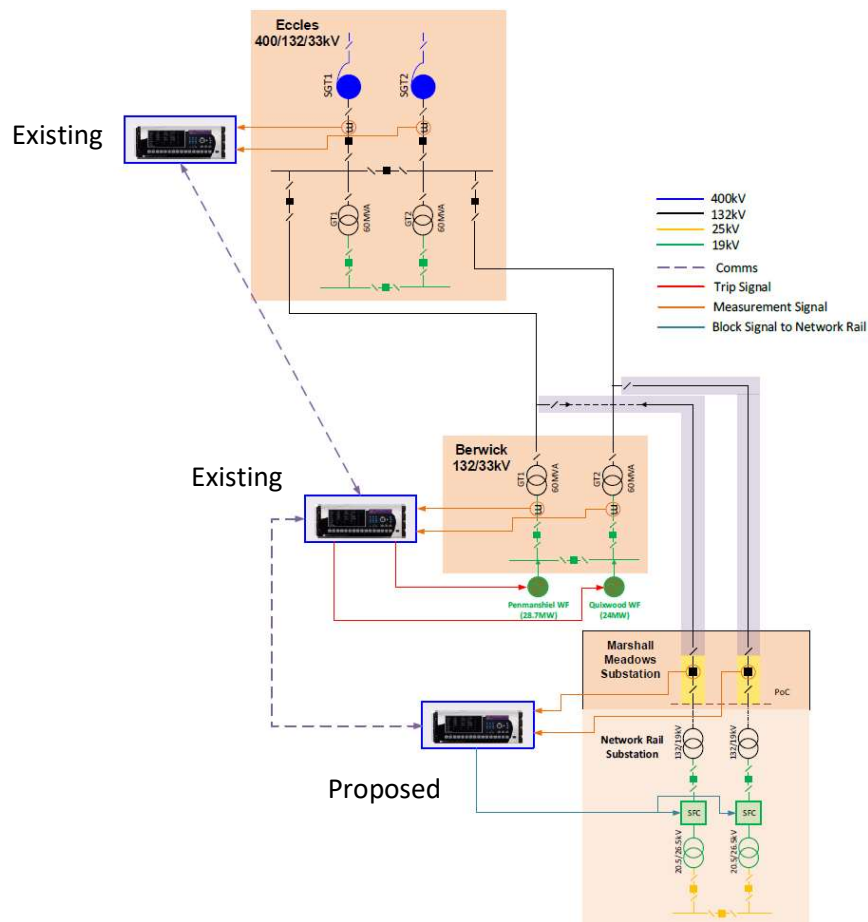 Eccles
400/132/33kV
SGT1
SGT2
Existing
GT1
60MVA
GT2
60MVA
400kV
132kV
25kV
19kV
Comms
Trip Signal
Measurement Signal
Block Signal to Network Rail
Berwick
132/33kV
Existing
GT1
60MVA
GT2
60MVA
Penmanshiel WF
(28.7MW)
Quixwood WF
(24MW)
Marshall
Meadows
Substation
PoC
Network Rail
Substation
132/19kV
132/19kV
Proposed
SFC
SFC
20.5/26.5kV
20.5/26.5kV